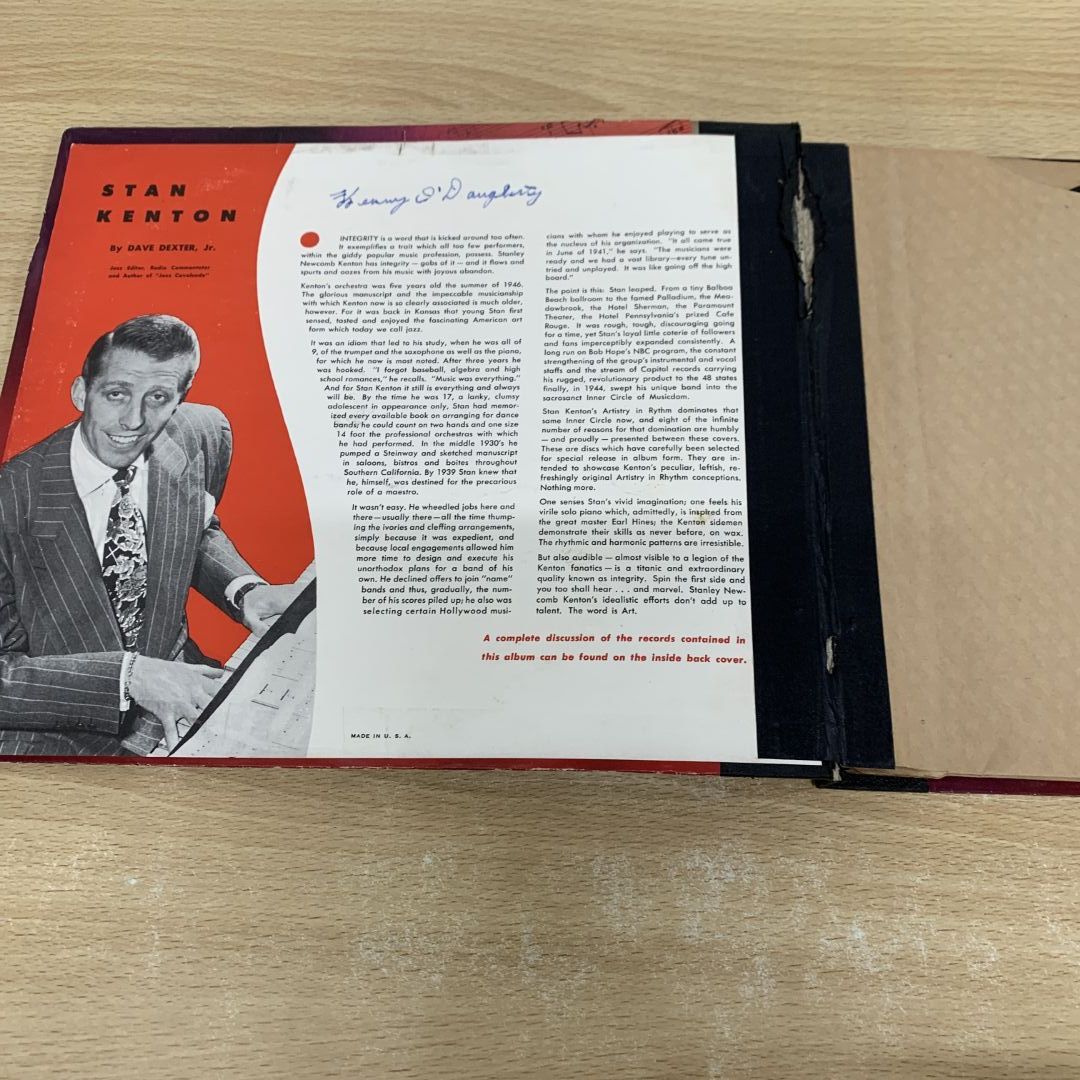 STAN
KENTON
By DAVE DEXTER, Jr.
Jazz Editor, Radio Commentator
and Author of "Jazz Cavalcade"
Henny O'Daugherty
INTEGRITY is a word that is kicked around too often.
It exemplifies a trait which all too few performers,
within the giddy popular music profession, possess. Stanley
Newcomb Kenton has integrity — gobs of it — and it flows and
spurts and oozes from his music with joyous abandon.
Kenton's orchestra was five years old the summer of 1946.
The glorious manuscript and the impeccable musicianship
with which Kenton now is so clearly associated is much older,
however. For it was back in Kansas that young Stan first
sensed, tasted and enjoyed the fascinating American art
form which today we call jazz.
It was an idiom that led to his study, when he was all of
9, of the trumpet and the saxophone as well as the piano,
for which he now is most noted. After three years he
was hooked. "I forgot baseball, algebra and high
school romances," he recalls. "Music was everything."
And for Stan Kenton it still is everything and always
will be. By the time he was 17, a lanky, clumsy
adolescent in appearance only, Stan had memor-
ized every available book on arranging for dance
bands; he could count on two hands and one size
14 foot the professional orchestras with which
he had performed. In the middle 1930's he
pumped a Steinway and sketched manuscript
in saloons, bistros and boites throughout
Southern California. By 1939 Stan knew that
he, himself, was destined for the precarious
role of a maestro.
It wasn't easy. He wheedled jobs here and
there—usually there—all the time thump-
ing the ivories and cleffing arrangements,
simply because it was expedient, and
because local engagements allowed him
more time to design and execute his
unorthodox plans for a band of his
own. He declined offers to join "name"
bands and thus, gradually, the num-
ber of his scores piled up; he also was
selecting certain Hollywood musi-
cians with whom he enjoyed playing to serve as
the nucleus of his organization. "It all came true
in June of 1941," he says. "The musicians were
ready and we had a vast library—every tune un-
tried and unplayed. It was like going off the high
board."
The point is this: Stan leaped. From a tiny Balboa
Beach ballroom to the famed Palladium, the Mea-
dowbrook, the Hotel Sherman, the Paramount
Theater, the Hotel Pennsylvania's prized Cafe
Rouge. It was rough, tough, discouraging going
for a time, yet Stan's loyal little coterie of followers
and fans imperceptibly expanded consistently. A
long run on Bob Hope's NBC program, the constant
strengthening of the group's instrumental and vocal
staffs and the stream of Capitol records carrying
his rugged, revolutionary product to the 48 states
finally, in 1944, swept his unique band into the
sacrosanct Inner Circle of Musicdom.
Stan Kenton's Artistry in Rythm dominates that
same Inner Circle now, and eight of the infinite
number of reasons for that domination are humbly
— and proudly — presented between these covers.
These are discs which have carefully been selected
for special release in album form. They are in-
tended to showcase Kenton's peculiar, leftish, re-
freshingly original Artistry in Rhythm conceptions.
Nothing more.
One senses Stan's vivid imagination; one feels his
virile solo piano which, admittedly, is inspired from
the great master Earl Hines; the Kenton sidemen
demonstrate their skills as never before, on wax.
The rhythmic and harmonic patterns are irresistible.
But also audible — almost visible to a legion of the
Kenton fanatics — is a titanic and extraordinary
quality known as integrity. Spin the first side and
you too shall hear . . . and marvel. Stanley New-
comb Kenton's idealistic efforts don't add up to
talent. The word is Art.
A complete discussion of the records contained in
this album can be found on the inside back cover.
MADE IN U. S. A.